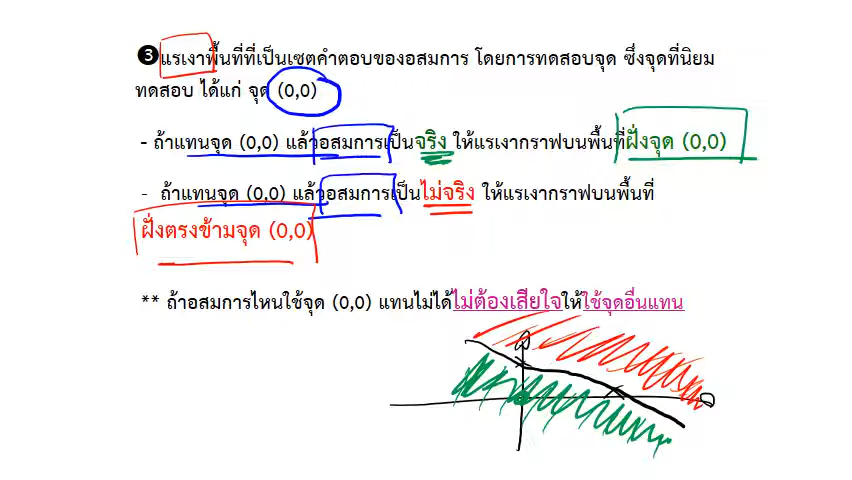 ❸แรเงาพื้นที่ที่เป็นเซตคำตอบของอสมการ โดยการทดสอบจุด ซึ่งจุดที่นิยม
ทดสอบ ได้แก่ จุด (0,0)
- ถ้าแทนจุด (0,0) แล้วอสมการเป็นจริง ให้แรเงากราฟบนพื้นที่ฝั่งจุด (0,0)
- ถ้าแทนจุด (0,0) แล้วอสมการเป็นไม่จริง ให้แรเงากราฟบนพื้นที่
ฝั่งตรงข้ามจุด (0,0)
** ถ้าอสมการไหนใช้จุด (0,0) แทนไม่ได้ไม่ต้องเสียใจให้ใช้จุดอื่นแทน